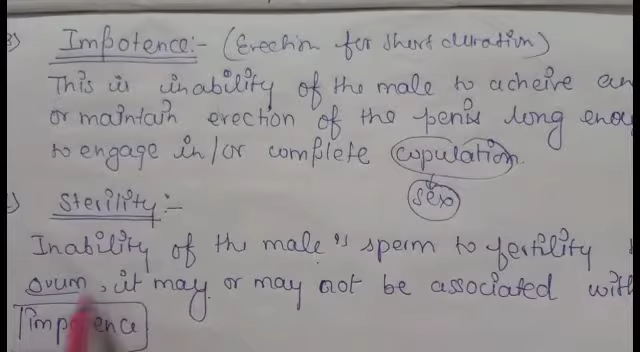 Impotence:- (Erection for short duration)
This is inability of the male to acheive an
or maintain erection of the penis long enou
to engage in/or complete copulation.
sex
Sterility:-
Inability of the male's sperm to fertility
ovum, it may or may not be associated with
impotence